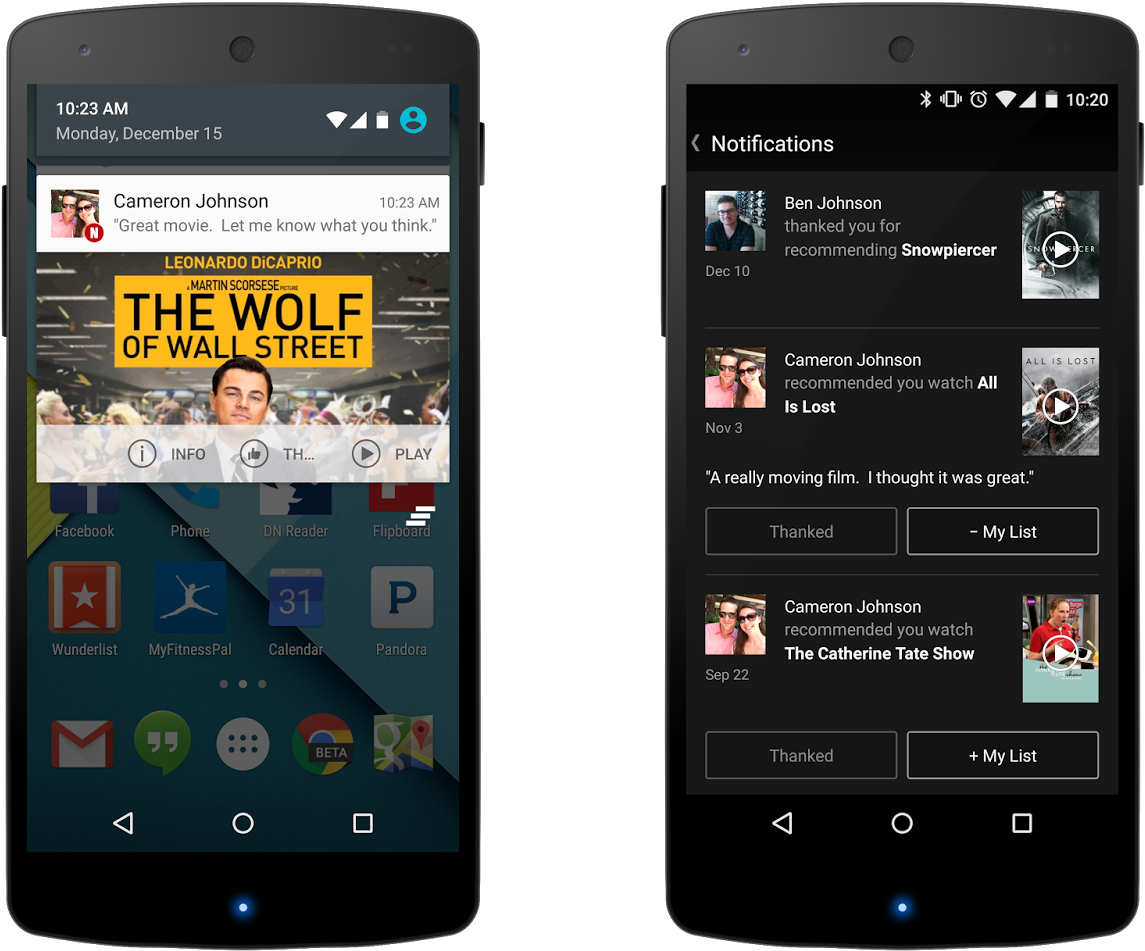 10:23 AM
Monday, December 15
Cameron Johnson
10:23 AM
"Great movie.  Let me know what you think."
N
LEONARDO DiCAPRIO
A MARTIN SCORSESE PICTURE
THE WOLF
OF WALL STREET
i INFO
TH...
PLAY
Facebook
Phone
DN Reader
Flipboard
31
P
Wunderlist
MyFitnessPal
Calendar
Pandora
BETA
g
10:20
Notifications
Ben Johnson
thanked you for
recommending Snowpiercer
Dec 10
SNOWPIERCER
Cameron Johnson
recommended you watch All
Is Lost
Nov 3
ALL IS LOST
"A really moving film.  I thought it was great."
Thanked
− My List
Cameron Johnson
recommended you watch
The Catherine Tate Show
Sep 22
Thanked
+ My List